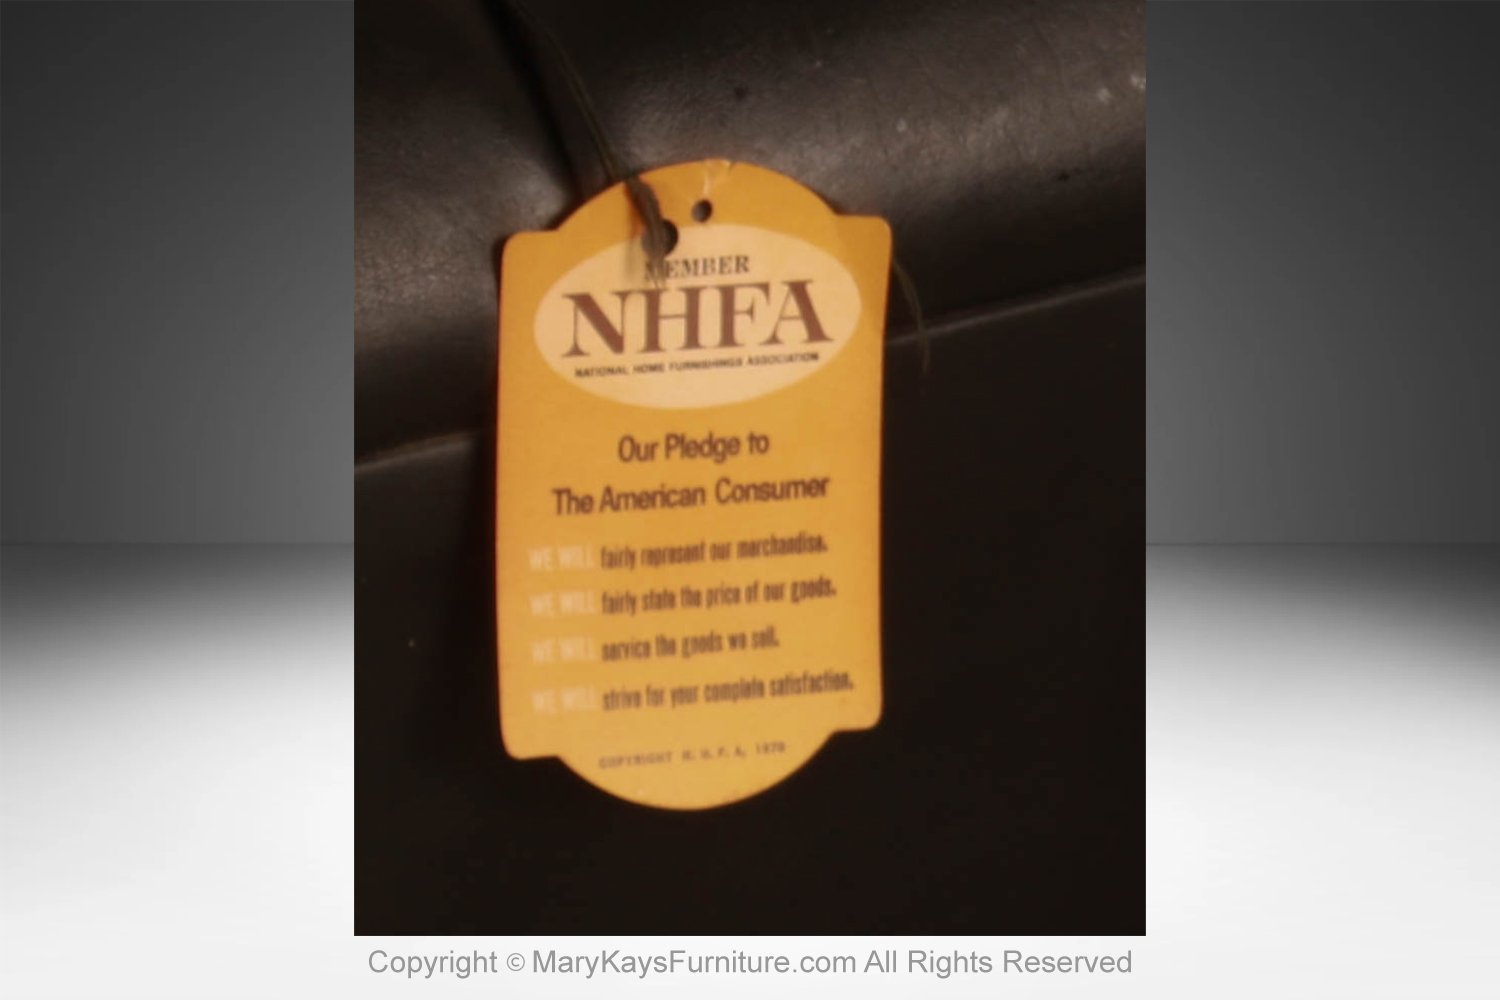 MEMBER
NHFA
NATIONAL HOME FURNISHINGS ASSOCIATION
Our Pledge to
The American Consumer
WE WILL fairly represent our merchandise.
WE WILL fairly state the price of our goods.
WE WILL service the goods we sell.
WE WILL strive for your complete satisfaction.
COPYRIGHT
Copyright © MaryKaysFurniture.com All Rights Reserved